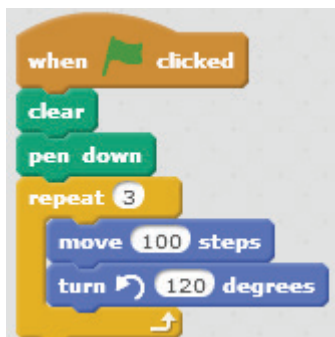 when clicked
clear
pen down
repeat 3
move 100 steps
turn 120 degrees